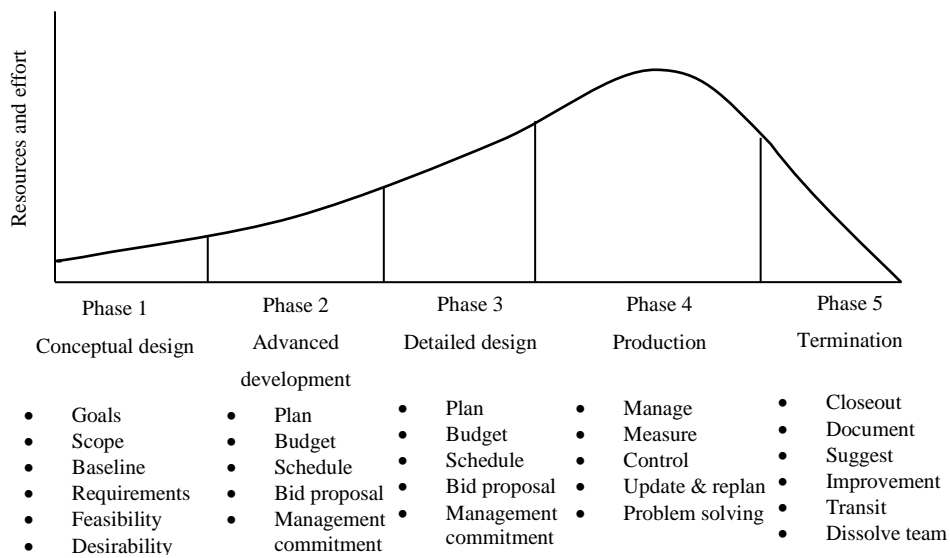 Resources and effort
Phase 1
Conceptual design
• Goals
• Scope
• Baseline
• Requirements
• Feasibility
• Desirability
Phase 2
Advanced
development
• Plan
• Budget
• Schedule
• Bid proposal
• Management
commitment
Phase 3
Detailed design
• Plan
• Budget
• Schedule
• Bid proposal
• Management
commitment
Phase 4
Production
• Manage
• Measure
• Control
• Update & replan
• Problem solving
Phase 5
Termination
• Closeout
• Document
• Suggest
• Improvement
• Transit
• Dissolve team